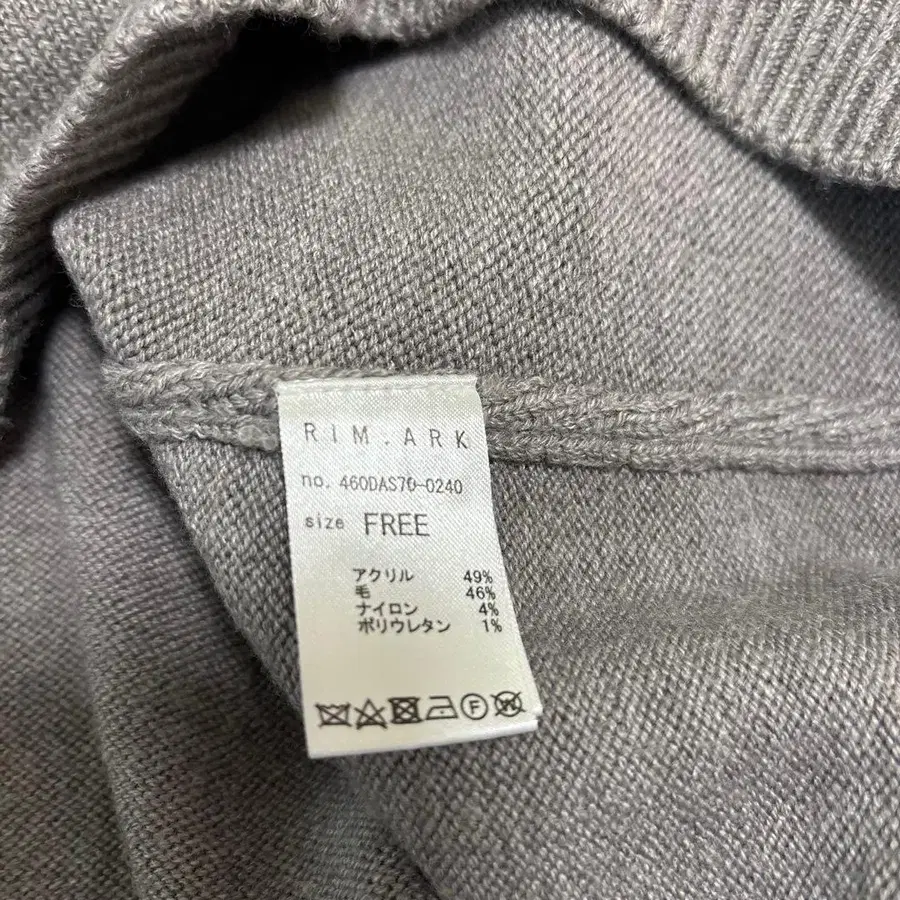 RIM.ARK
no. 460DAS70-0240
size FREE
アクリル 49%
毛 46%
ナイロン 4%
ポリウレタン 1%
F W